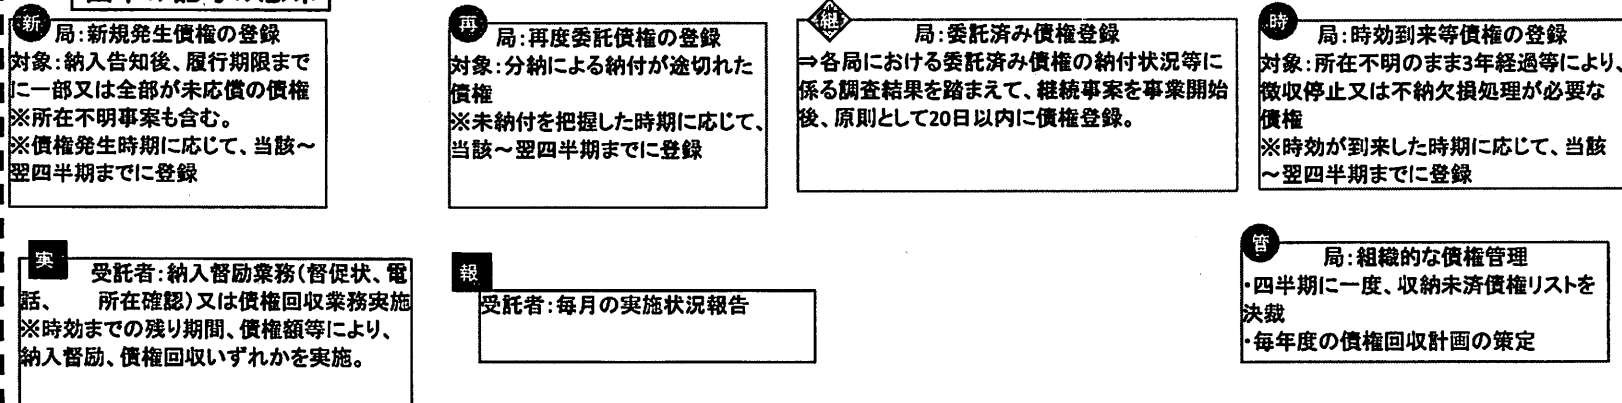 新
局:新規発生債権の登録
対象:納入告知後、履行期限まで
に一部又は全部が未応償の債権
※所在不明事案も含む。
※債権発生時期に応じて、当該～
翌四半期までに登録
再
局:再度委託債権の登録
対象:分納による納付が途切れた
債権
※未納付を把握した時期に応じて、
当該～翌四半期までに登録
継
局:委託済み債権登録
⇒各局における委託済み債権の納付状況等に
係る調査結果を踏まえて、継続事案を事業開始
後、原則として20日以内に債権登録。
時
局:時効到来等債権の登録
対象:所在不明のまま3年経過等により、
徴収停止又は不納欠損処理が必要な
債権
※時効が到来した時期に応じて、当該
～翌四半期までに登録
実
受託者:納入督励業務(督促状、電
話、 所在確認)又は債権回収業務実施
※時効までの残り期間、債権額等により、
納入督励、債権回収いずれかを実施。
報
受託者:毎月の実施状況報告
管
局:組織的な債権管理
・四半期に一度、収納未済債権リストを
決裁
・毎年度の債権回収計画の策定